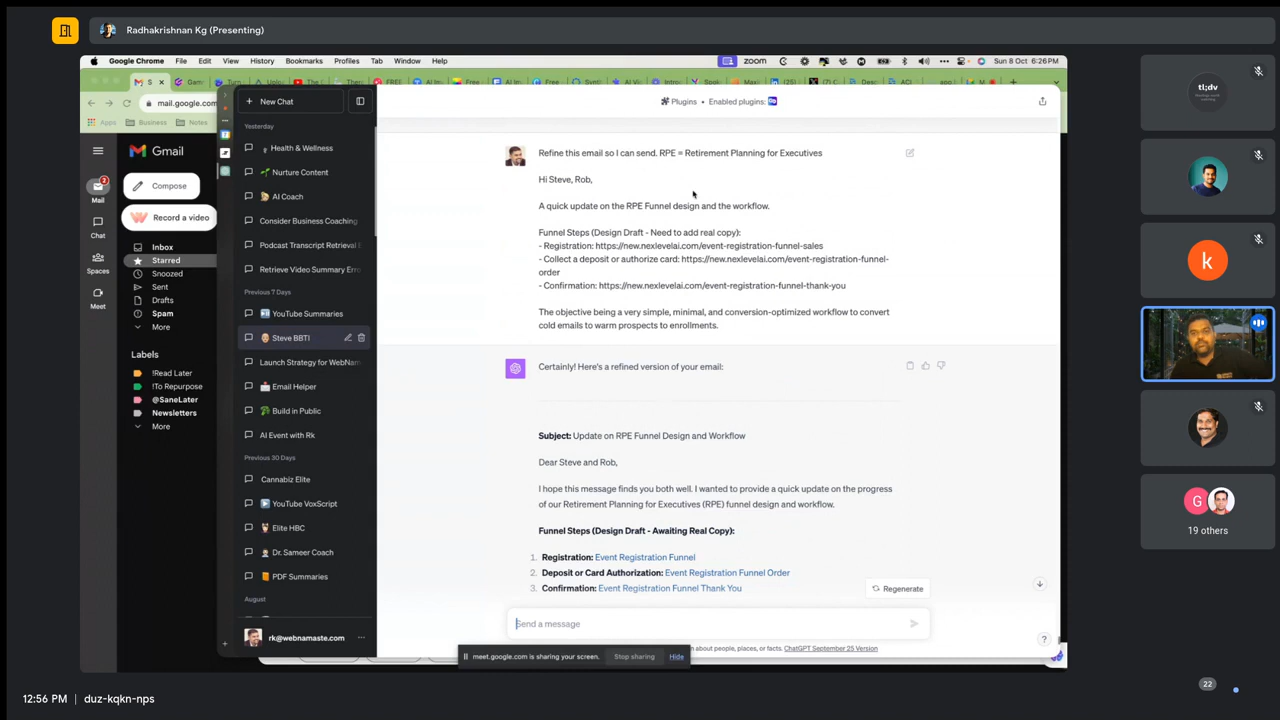 Radhakrishnan Kg (Presenting)
Google Chrome File Edit View History Bookmarks Profiles Tab Window Help
zoom
Sun 8 Oct 6:26PM
mail.google.com
Apps Business Notes
Gmail
2
Mail
Compose
Chat
Record a video
Spaces
Inbox
Starred
Meet
Snoozed
Sent
Drafts
Spam
More
Labels
!Read Later
!To Repurpose
@SaneLater
Newsletters
More
New Chat
Yesterday
Health & Wellness
Nurture Content
AI Coach
Consider Business Coaching
Podcast Transcript Retrieval
Retrieve Video Summary Erro
Previous 7 Days
YouTube Summaries
Steve BBTI
Launch Strategy for WebNam
Email Helper
Build in Public
AI Event with Rk
Previous 30 Days
Cannabiz Elite
YouTube VoxScript
Elite HBC
Dr. Sameer Coach
PDF Summaries
August
rk@webnamaste.com
Plugins • Enabled plugins:
Refine this email so I can send. RPE = Retirement Planning for Executives
Hi Steve, Rob,
A quick update on the RPE Funnel design and the workflow.
Funnel Steps (Design Draft - Need to add real copy):
- Registration: https://new.nexlevelai.com/event-registration-funnel-sales
- Collect a deposit or authorize card: https://new.nexlevelai.com/event-registration-funnel-
order
- Confirmation: https://new.nexlevelai.com/event-registration-funnel-thank-you
The objective being a very simple, minimal, and conversion-optimized workflow to convert
cold emails to warm prospects to enrollments.
Certainly! Here's a refined version of your email:
Subject: Update on RPE Funnel Design and Workflow
Dear Steve and Rob,
I hope this message finds you both well. I wanted to provide a quick update on the progress
of our Retirement Planning for Executives (RPE) funnel design and workflow.
Funnel Steps (Design Draft - Awaiting Real Copy):
1. Registration: Event Registration Funnel
2. Deposit or Card Authorization: Event Registration Funnel Order
3. Confirmation: Event Registration Funnel Thank You
Regenerate
Send a message
?
meet.google.com is sharing your screen. Stop sharing Hide
about people, places, or facts. ChatGPT September 25 Version
tl;dv
k
G
19 others
12:56 PM | duz-kqkn-nps
22